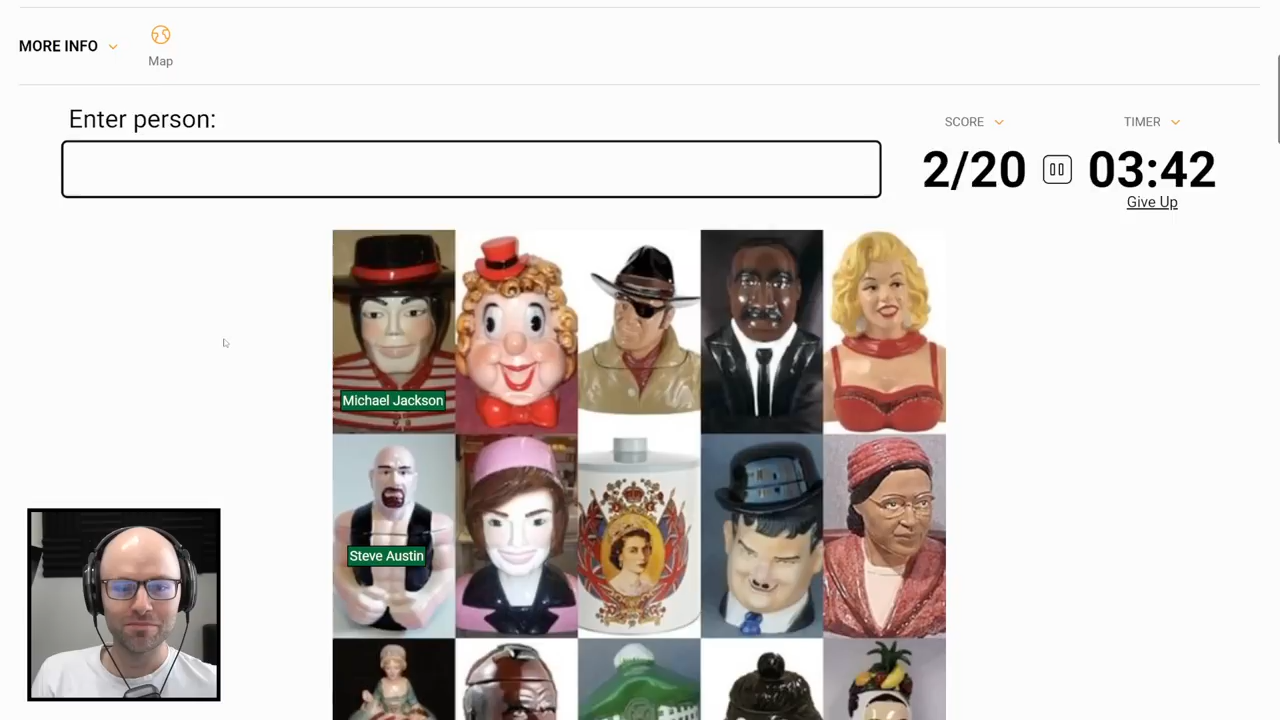 MORE INFO
Map
Enter person:
SCORE
TIMER
2/20
03:42
Give Up
Michael Jackson
Steve Austin